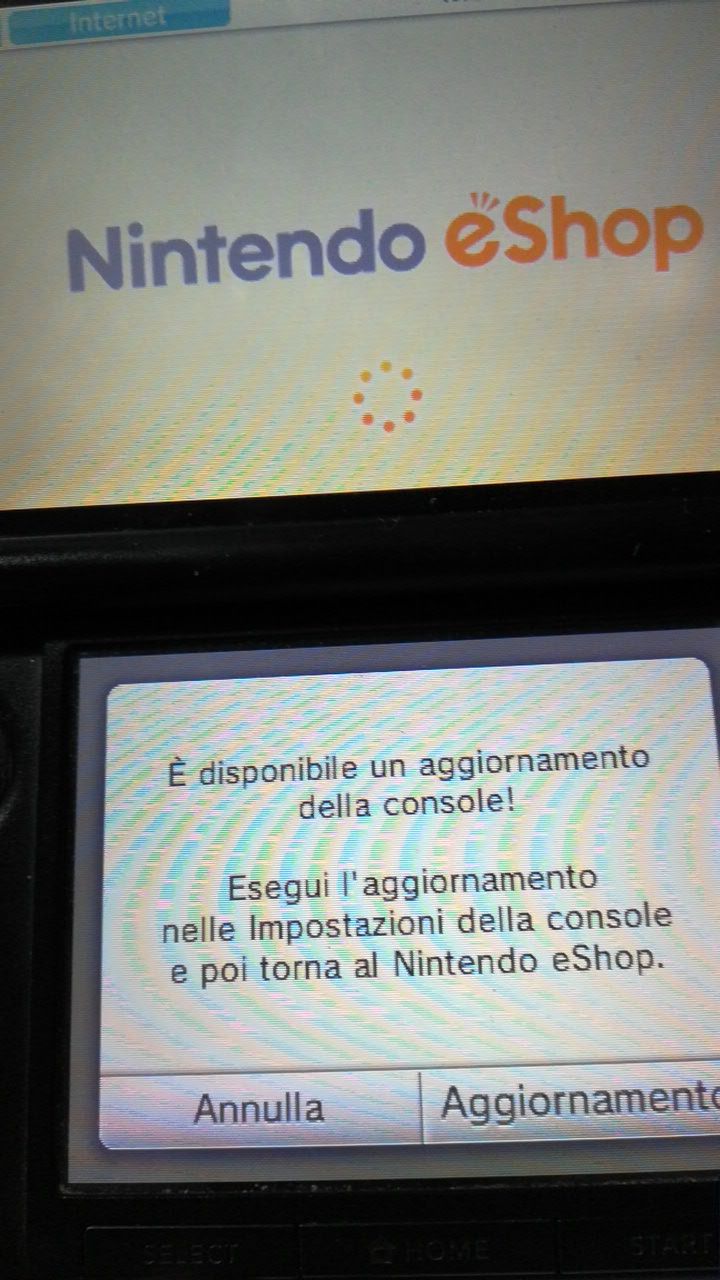 Internet
Nintendo eShop
È disponibile un aggiornamento
della console!
Esegui l'aggiornamento
nelle Impostazioni della console
e poi torna al Nintendo eShop.
Annulla
Aggiornamento
SELECT
HOME
START